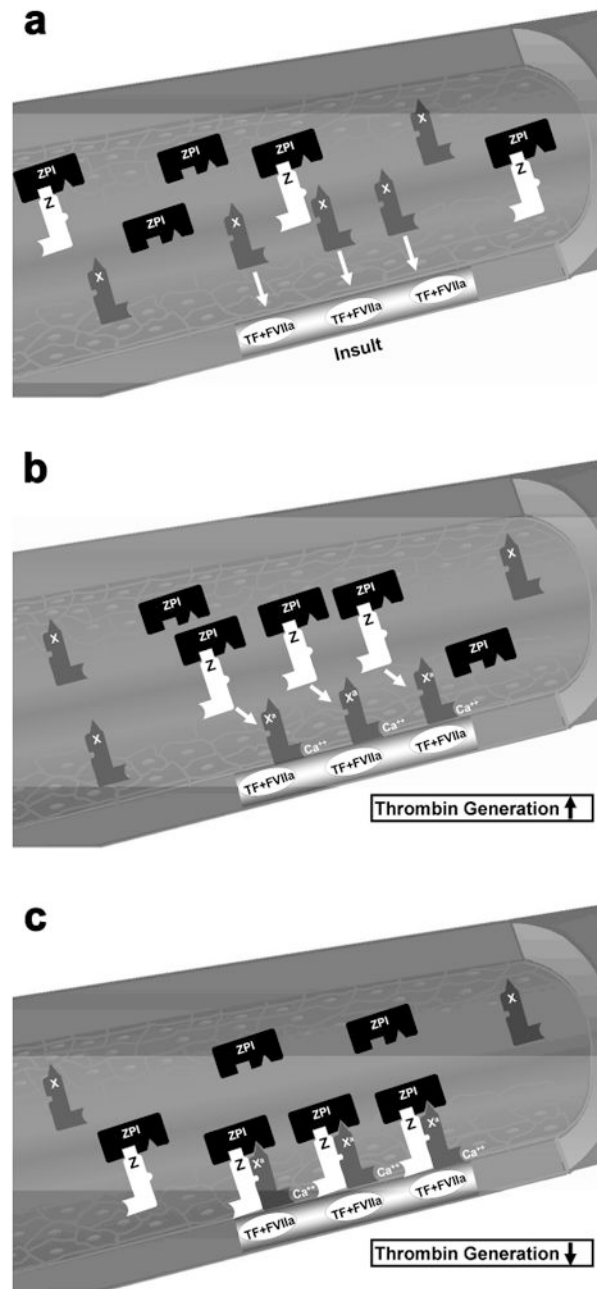 a
ZPI
ZPI
ZPI
ZPI
ZPI
Z
Z
Z
X
X
X
X
X
TF+FVIIa
TF+FVIIa
TF+FVIIa
Insult
b
ZPI
ZPI
ZPI
ZPI
ZPI
Z
Z
Z
X
X
X
Xª
Xª
Xª
Ca⁺⁺
Ca⁺⁺
Ca⁺⁺
TF+FVIIa
TF+FVIIa
TF+FVIIa
Thrombin Generation ↑
c
ZPI
ZPI
ZPI
ZPI
ZPI
ZPI
Z
Z
Z
Z
X
X
Xª
Xª
Xª
Ca⁺⁺
Ca⁺⁺
Ca⁺⁺
TF+FVIIa
TF+FVIIa
TF+FVIIa
Thrombin Generation ↓